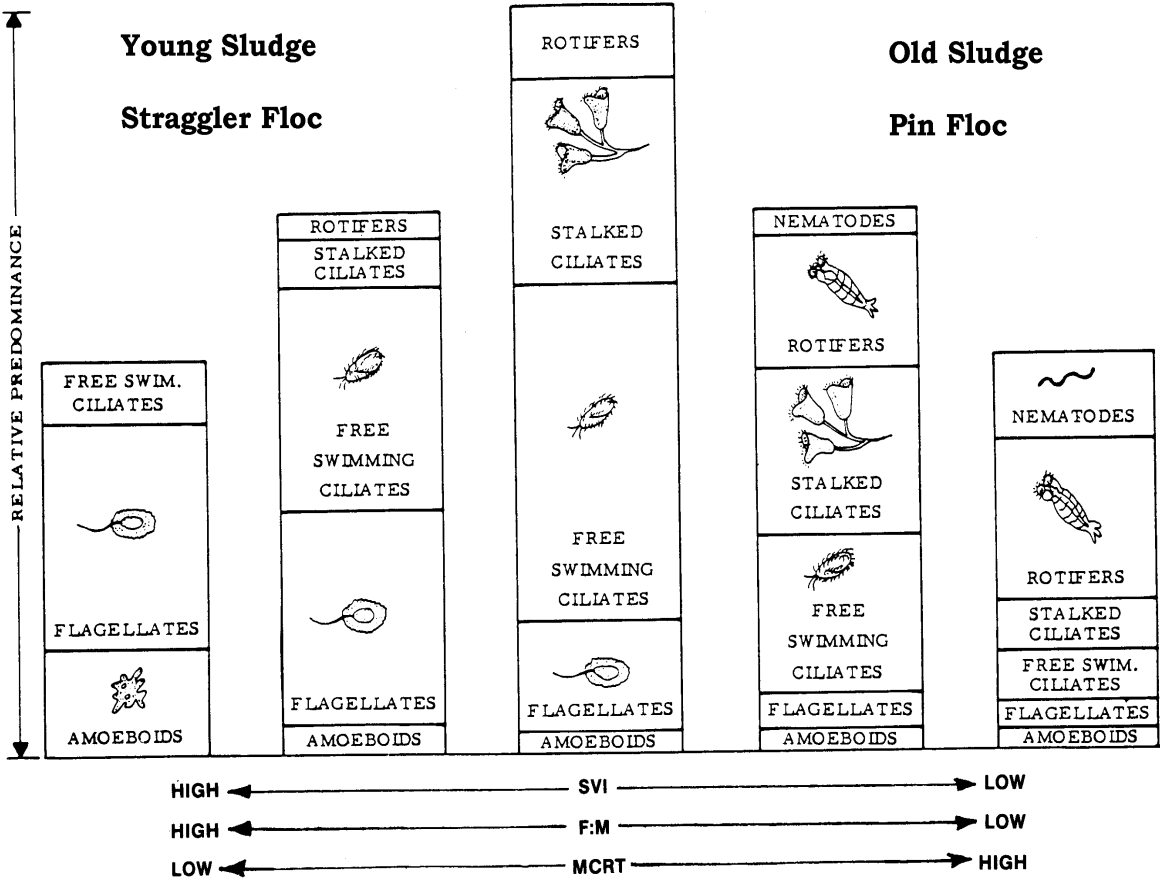 Young Sludge
Straggler Floc
Old Sludge
Pin Floc
RELATIVE PREDOMINANCE
FREE SWIM.
CILIATES
FLAGELLATES
AMOEBOIDS
ROTIFERS
STALKED
CILIATES
FREE
SWIMMING
CILIATES
FLAGELLATES
AMOEBOIDS
ROTIFERS
STALKED
CILIATES
FREE
SWIMMING
CILIATES
FLAGELLATES
AMOEBOIDS
NEMATODES
ROTIFERS
STALKED
CILIATES
FREE
SWIMMING
CILIATES
FLAGELLATES
AMOEBOIDS
NEMATODES
ROTIFERS
STALKED
CILIATES
FREE SWIM.
CILIATES
FLAGELLATES
AMOEBOIDS
HIGH SVI LOW
HIGH F:M LOW
LOW MCRT HIGH